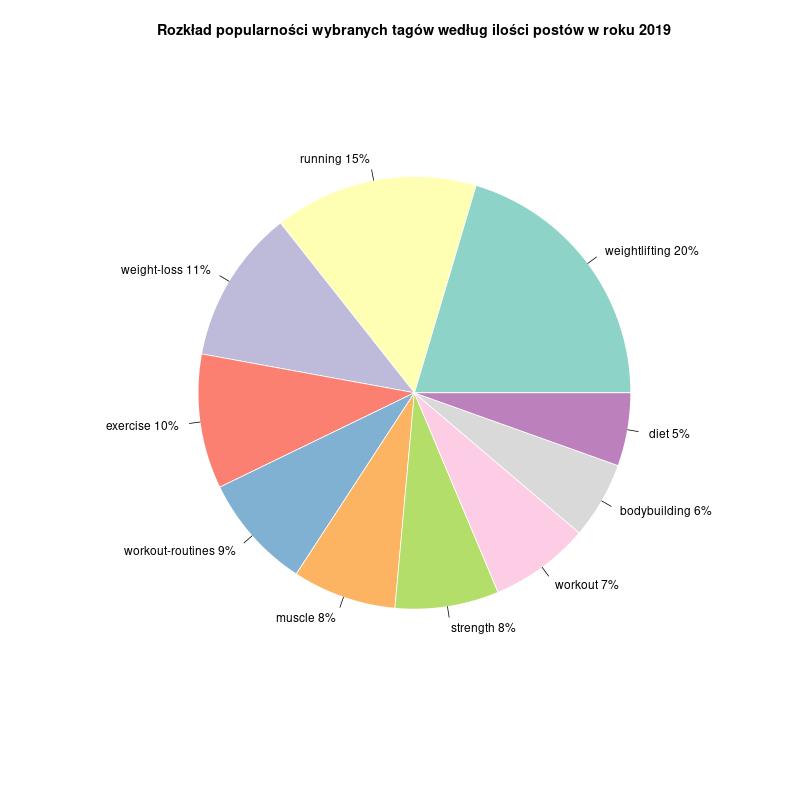 Rozkład popularności wybranych tagów według ilości postów w roku 2019
running 15%
weightlifting 20%
weight-loss 11%
exercise 10%
diet 5%
bodybuilding 6%
workout-routines 9%
workout 7%
muscle 8%
strength 8%